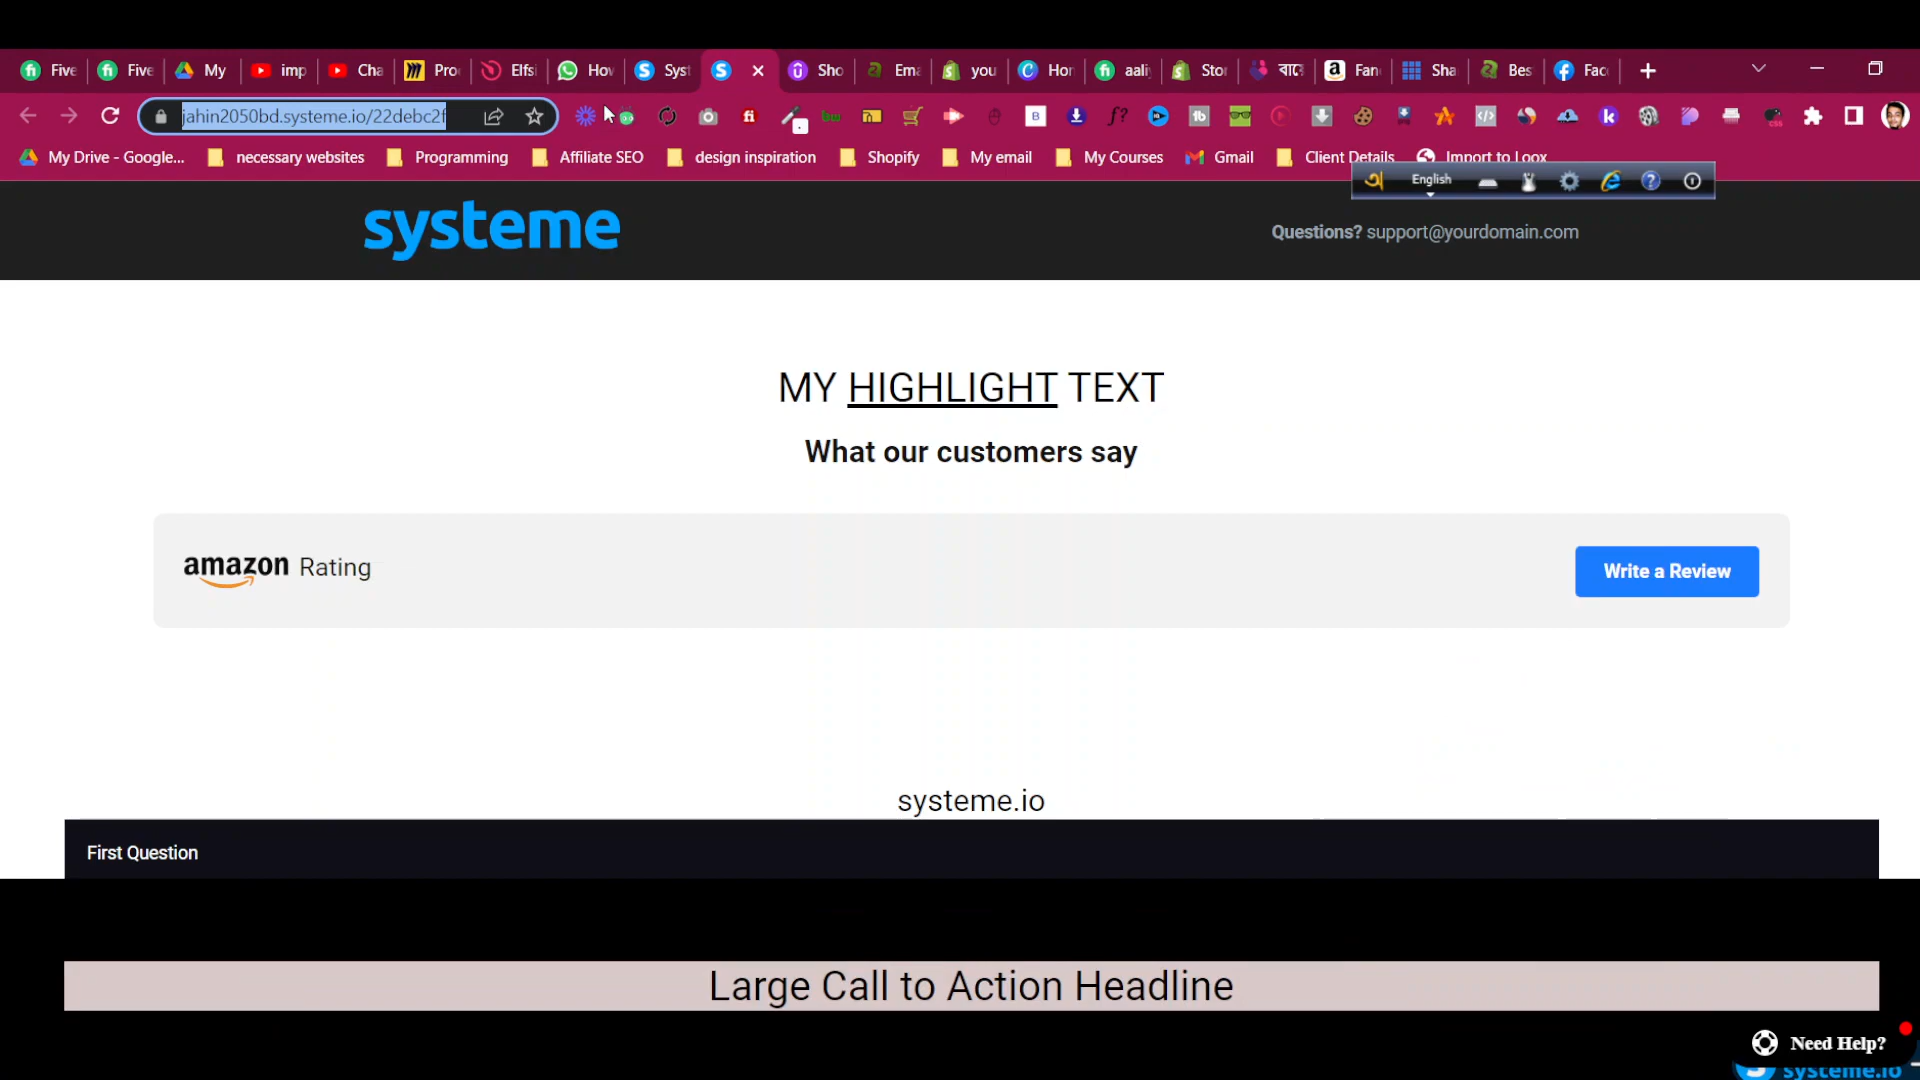 Five
Five
My
imp
Cha
Pro
Elfsi
How
Syst
Sho
Ema
you
Hor
aali
Stor
বাংে
Fan
Sha
Bes
Fac
jahin2050bd.systeme.io/22debc2f
My Drive - Google...
necessary websites
Programming
Affiliate SEO
design inspiration
Shopify
My email
My Courses
Gmail
Client Details
Import to Loox
English
systeme
Questions? support@yourdomain.com
MY HIGHLIGHT TEXT
What our customers say
amazon Rating
Write a Review
systeme.io
First Question
Large Call to Action Headline
Need Help?
systeme.io